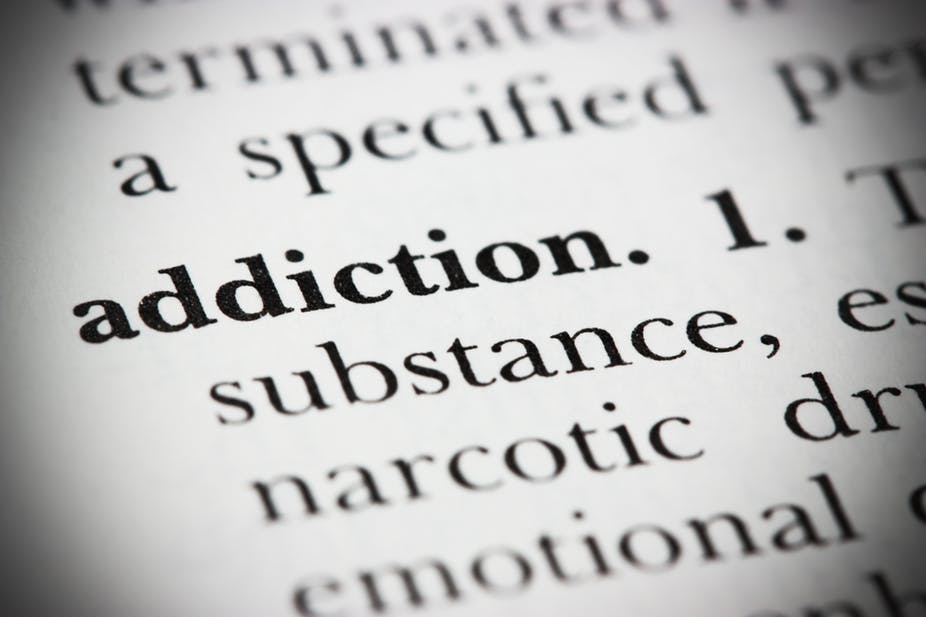 terminated
a specified
addiction. 1.
substance,
narcotic
emotional